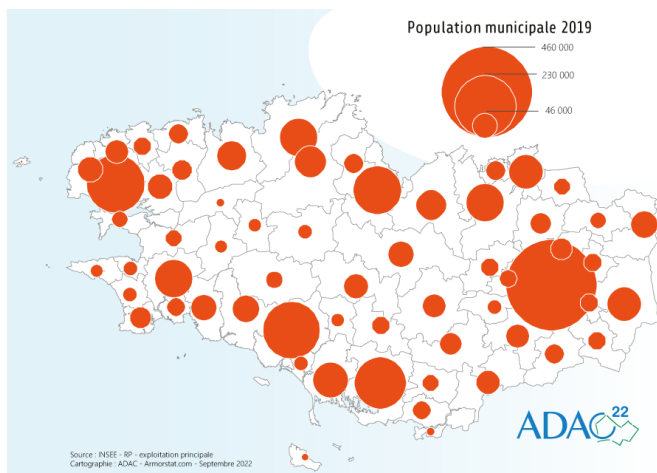 Population municipale 2019
460 000
230 000
46 000
ADAC 22
Source : INSEE - RP - exploitation principale
Cartographie : ADAC - Armorstat.com - Septembre 2022